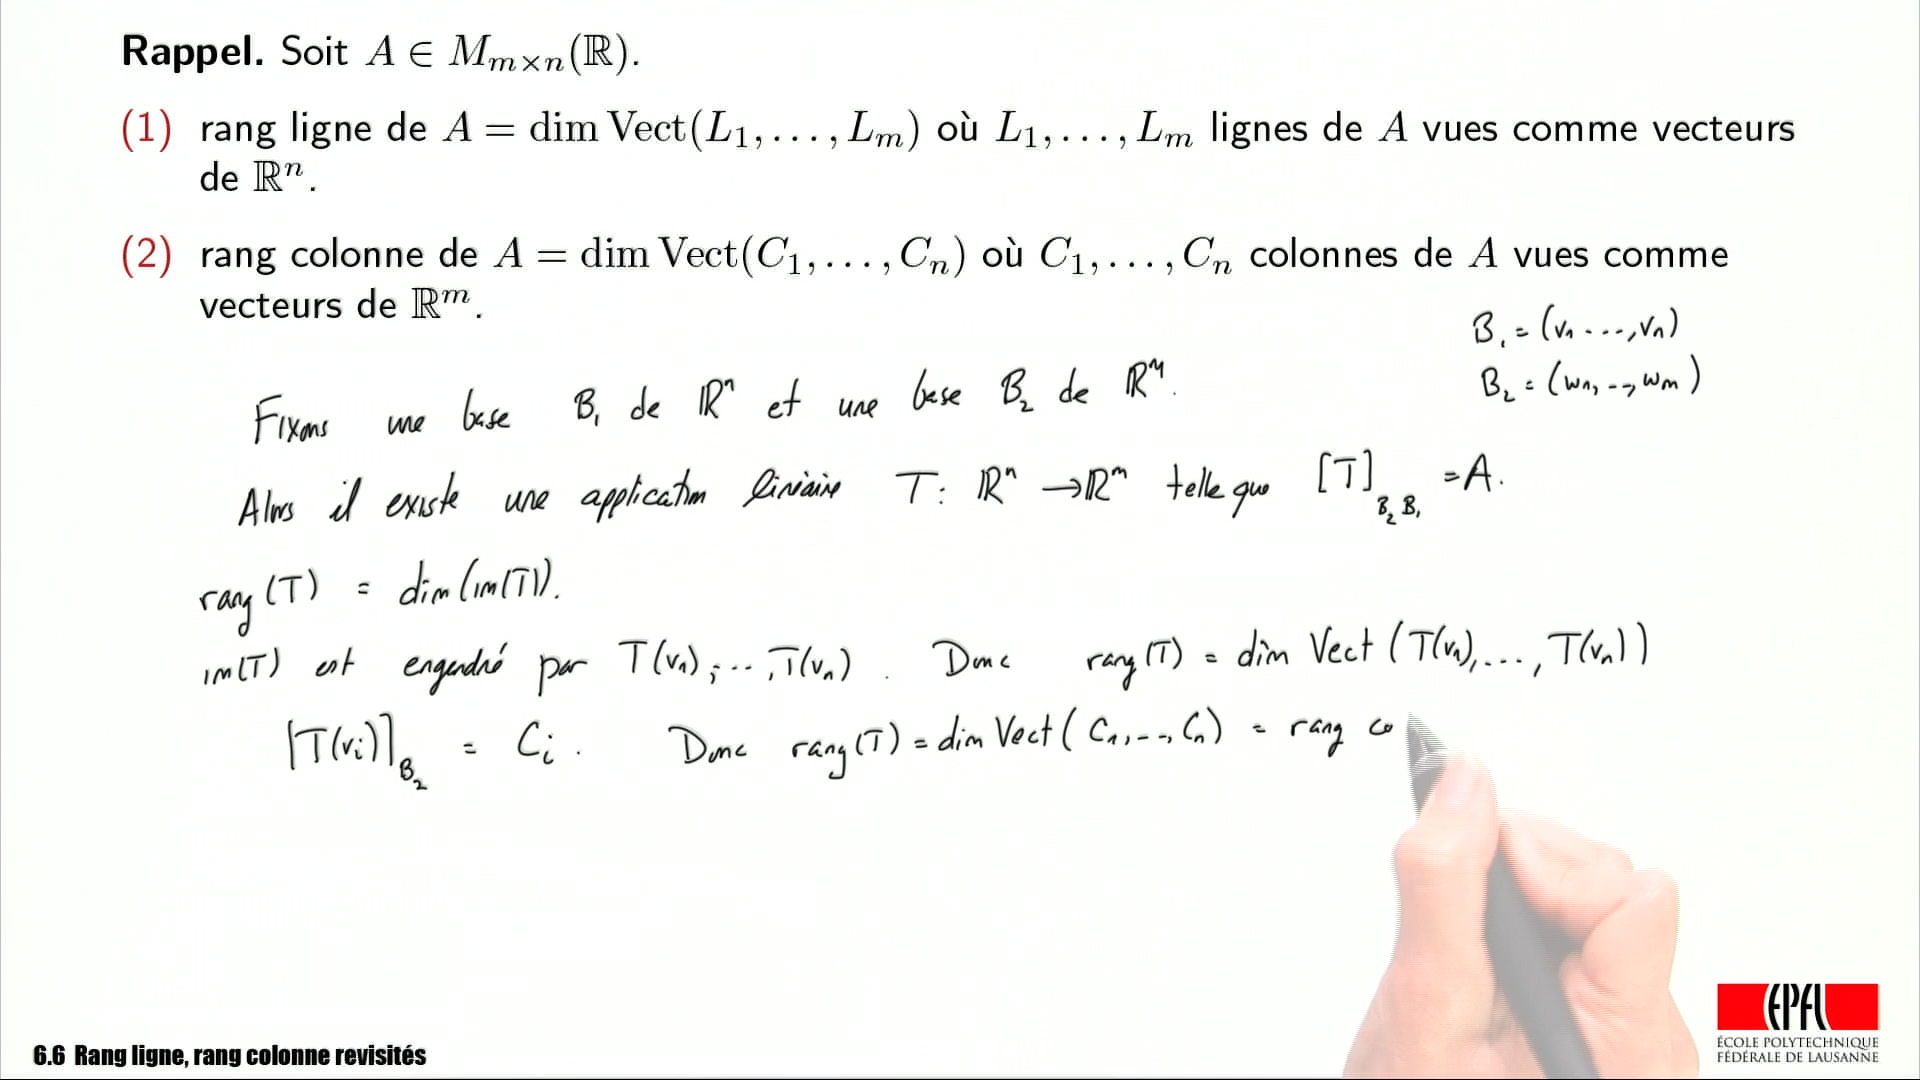 Rappel. Soit A ∈ M_{m×n}(ℝ).
(1) rang ligne de A = dim Vect(L_1, . . . , L_m) où L_1, . . . , L_m lignes de A vues comme vecteurs
de ℝ^n.
(2) rang colonne de A = dim Vect(C_1, . . . , C_n) où C_1, . . . , C_n colonnes de A vues comme
vecteurs de ℝ^m.
B_1 = (v_1 ..., v_n)
B_2 = (w_1, .., w_m)
Fixons une base B_1 de ℝ^n et une base B_2 de ℝ^m.
Alors il existe une application linéaire T: ℝ^n → ℝ^m telle que [T]_{B_2 B_1} = A.
rang (T) = dim (im(T)).
im(T) est engendré par T(v_1), .., T(v_n). Donc rang (T) = dim Vect (T(v_1), ..., T(v_n))
[T(v_i)]_{B_2} = C_i. Donc rang (T) = dim Vect (C_1, .., C_n) = rang co
EPFL
ÉCOLE POLYTECHNIQUE
FÉDÉRALE DE LAUSANNE
6.6 Rang ligne, rang colonne revisités